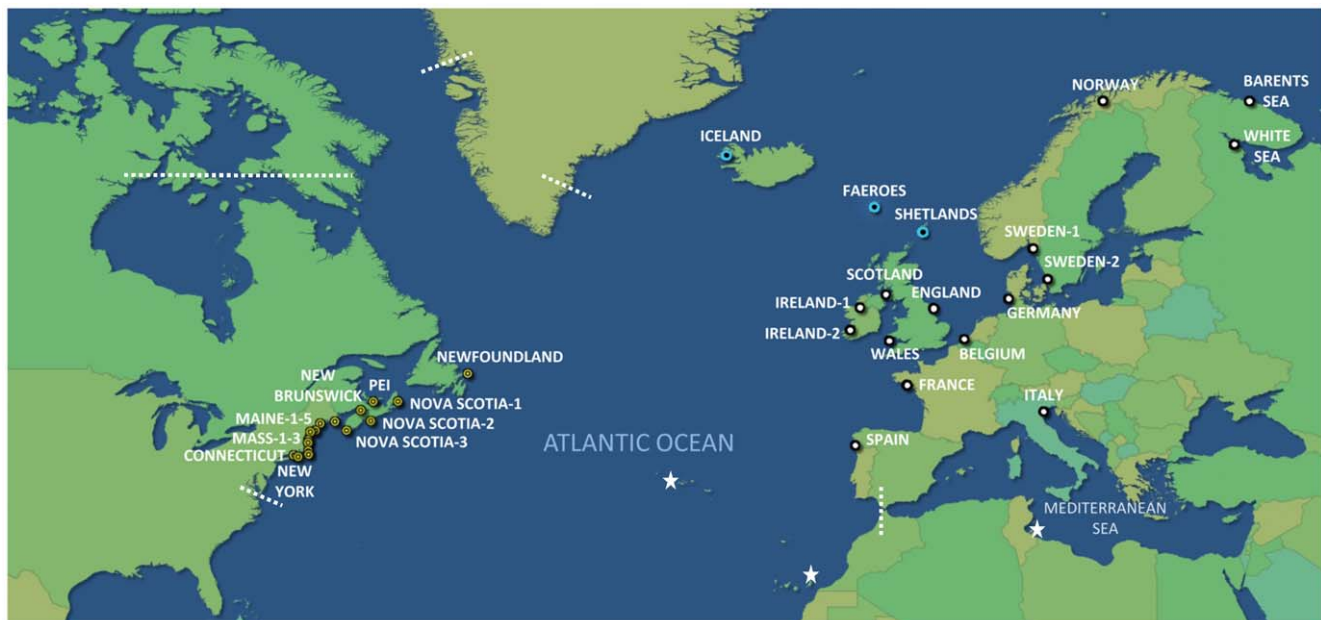 NORWAY
BARENTS
SEA
ICELAND
WHITE
SEA
FAEROES
SHETLANDS
SWEDEN-1
SWEDEN-2
SCOTLAND
ENGLAND
IRELAND-1
GERMANY
IRELAND-2
WALES
BELGIUM
NEWFOUNDLAND
NEW
BRUNSWICK
PEI
FRANCE
NOVA SCOTIA-1
ITALY
MAINE-1-5
NOVA SCOTIA-2
MASS-1-3
NOVA SCOTIA-3
ATLANTIC OCEAN
SPAIN
CONNECTICUT
NEW
YORK
MEDITERRANEAN
SEA